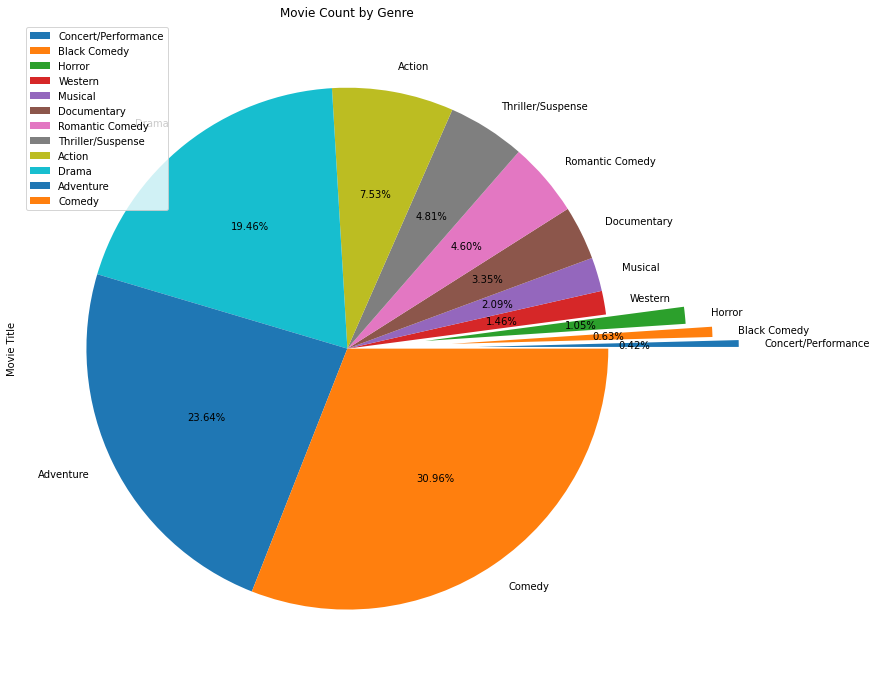 Movie Count by Genre
Concert/Performance
Black Comedy
Horror
Western
Musical
Documentary
Romantic Comedy
Thriller/Suspense
Action
Drama
Adventure
Comedy
Action
Thriller/Suspense
Romantic Comedy
Documentary
Musical
Western
Horror
Black Comedy
Concert/Performance
Drama
Adventure
Comedy
7.53%
4.81%
4.60%
3.35%
2.09%
1.46%
1.05%
0.63%
0.42%
19.46%
23.64%
30.96%
Movie Title